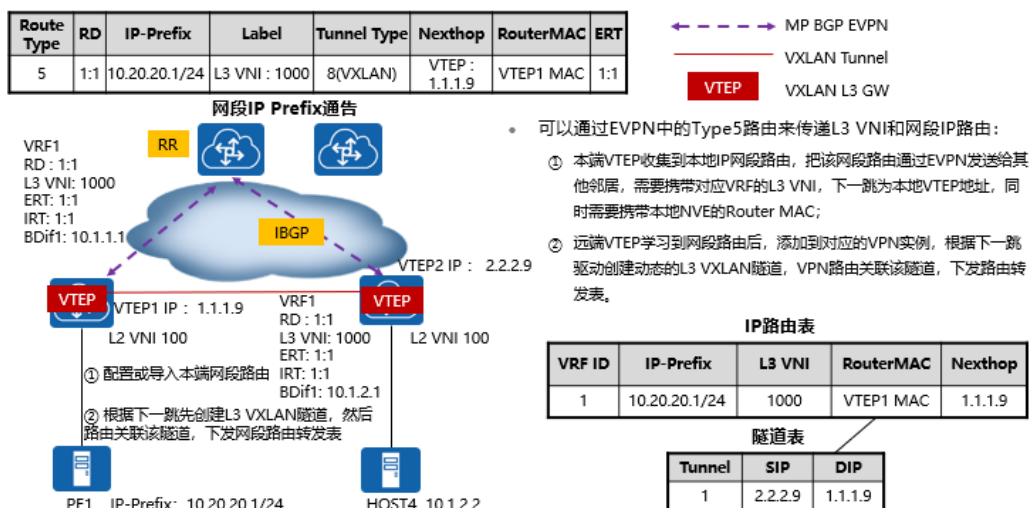 Route Type RD IP-Prefix Label Tunnel Type Nexthop RouterMAC ERT
5 1:1 10.20.20.1/24 L3 VNI : 1000 8(VXLAN) VTEP : 1.1.1.9 VTEP1 MAC 1:1
网段IP Prefix通告
MP BGP EVPN
VXLAN Tunnel
VTEP VXLAN L3 GW
RR
VRF1
RD : 1:1
L3 VNI: 1000
ERT: 1:1
IRT: 1:1
BDif1: 10.1.1.1
IBGP
VTEP2 IP : 2.2.2.9
VTEP
VTEP1 IP : 1.1.1.9
VTEP
L2 VNI 100
VRF1
RD : 1:1
L3 VNI: 1000
ERT: 1:1
IRT: 1:1
BDif1: 10.1.2.1
L2 VNI 100
① 配置或导入本端网段路由
② 根据下一跳先创建L3 VXLAN隧道，然后
路由关联该隧道，下发网段路由转发表
PE1 IP-Prefix: 10.20.20.1/24
HOST4 10.1.2.2
• 可以通过EVPN中的Type5路由来传递L3 VNI和网段IP路由：
① 本端VTEP收集到本地IP网段路由，把该网段路由通过EVPN发送给其
他邻居，需要携带对应VRF的L3 VNI，下一跳为本地VTEP地址，同
时需要携带本地NVE的Router MAC；
② 远端VTEP学习到网段路由后，添加到对应的VPN实例，根据下一跳
驱动创建动态的L3 VXLAN隧道，VPN路由关联该隧道，下发路由转
发表。
IP路由表
VRF ID IP-Prefix L3 VNI RouterMAC Nexthop
1 10.20.20.1/24 1000 VTEP1 MAC 1.1.1.9
隧道表
Tunnel SIP DIP
1 2.2.2.9 1.1.1.9